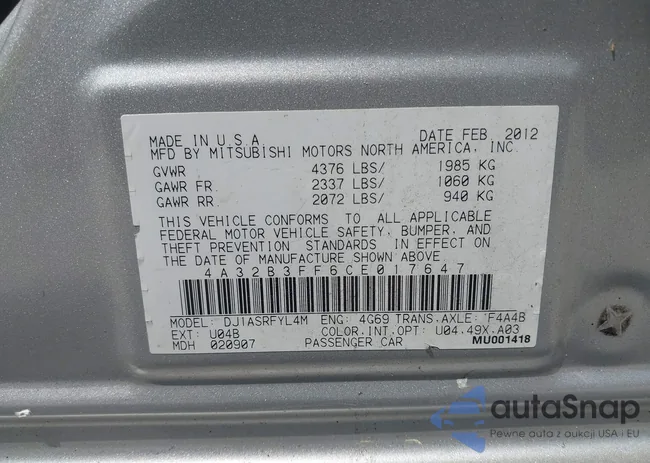 MADE IN U.S.A. DATE FEB, 2012
MFD BY MITSUBISHI MOTORS NORTH AMERICA, INC
GVWR 4376 LBS/ 1985 KG
GAWR FR 2337 LBS/ 1060 KG
GAWR RR 2072 LBS/ 940 KG
THIS VEHICLE CONFORMS TO ALL APPLICABLE
FEDERAL MOTOR VEHICLE SAFETY, BUMPER, AND
THEFT PREVENTION STANDARDS IN EFFECT ON
THE DATE OF MANUFACTURE SHOWN ABOVE
4A32B3FF6CE017647
MODEL: DJ1ASRFYL4M ENG: 4G69 TRANS.AXLE: F4A4B
EXT: U04B COLOR.INT.OPT: U04.49X.A03
MDH 020907 PASSENGER CAR MU001418
autaSnap
Pewne auta z aukcji USA i EU